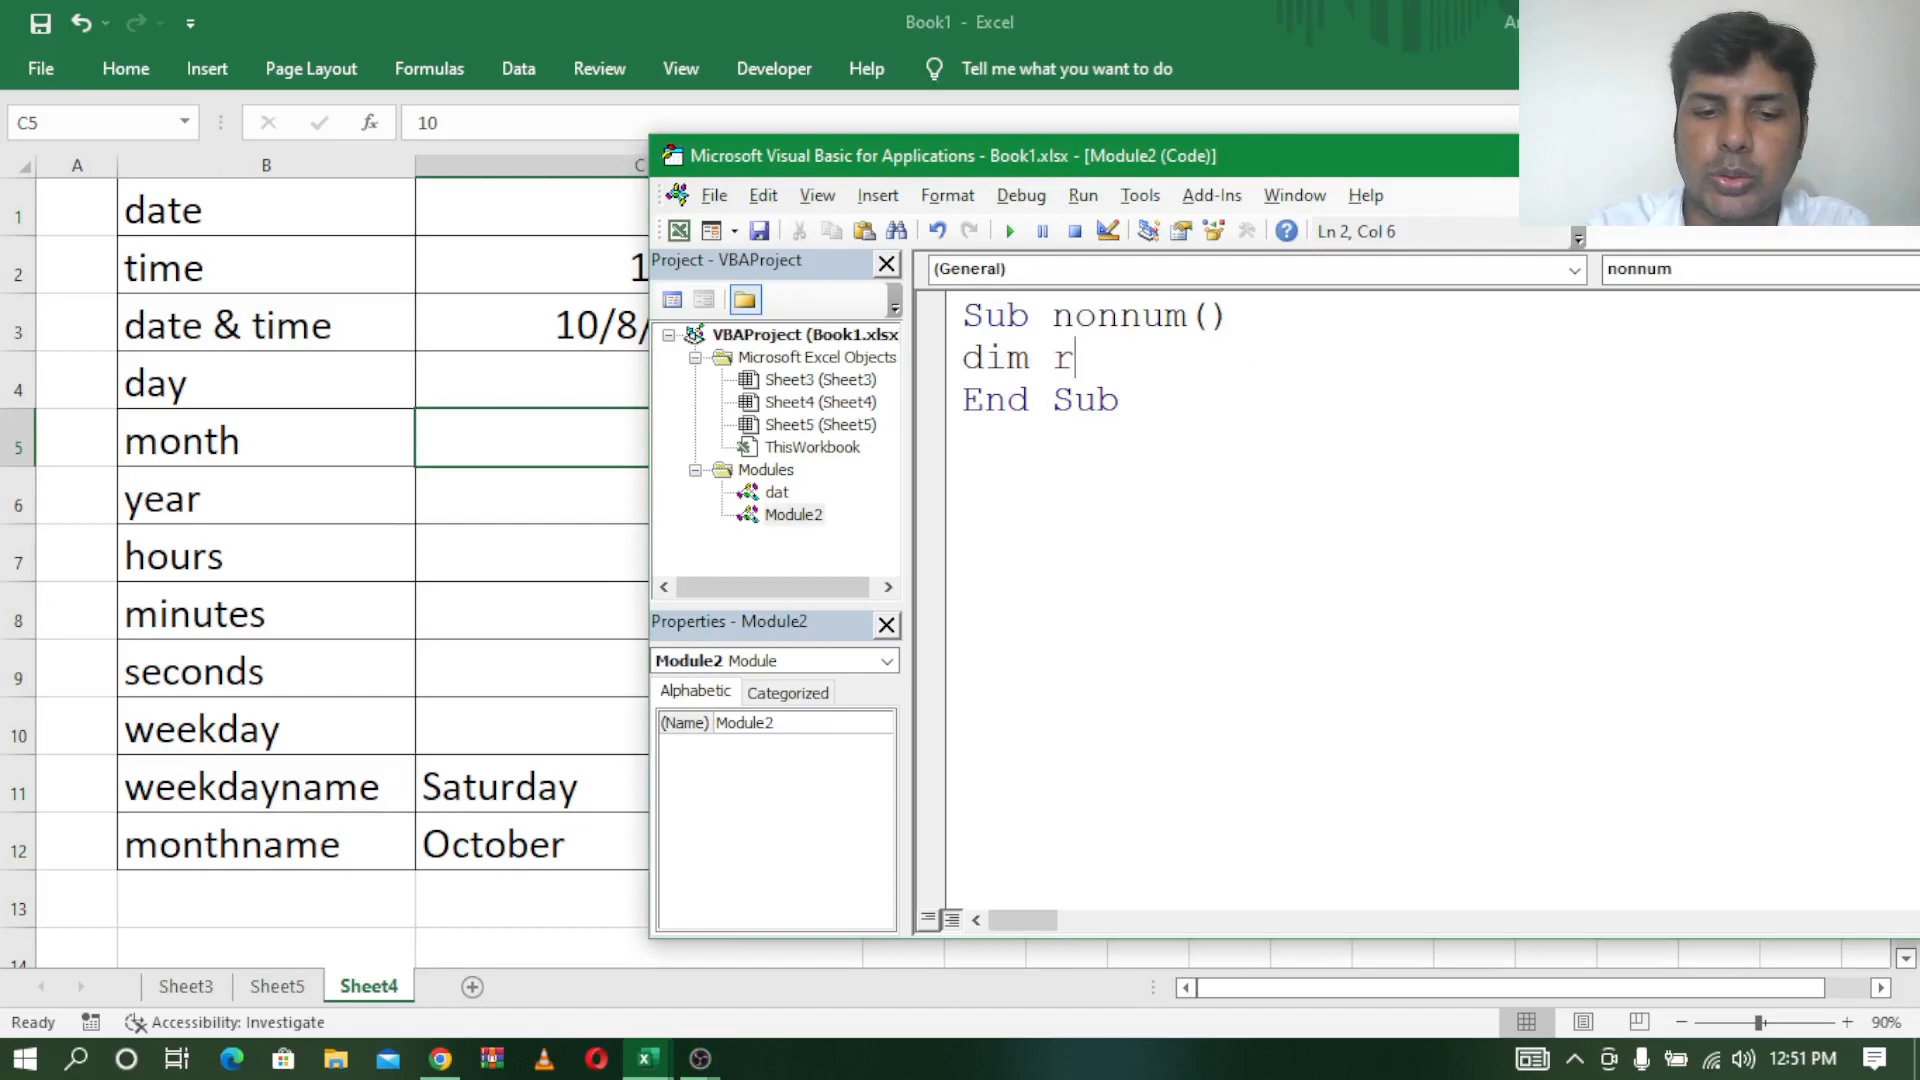 Book1 - Excel
File Home Insert Page Layout Formulas Data Review View Developer Help Tell me what you want to do
C5 fx 10
A B C
1 date
2 time 1
3 date & time 10/8/
4 day
5 month
6 year
7 hours
8 minutes
9 seconds
10 weekday
11 weekdayname Saturday
12 monthname October
13
14
Microsoft Visual Basic for Applications - Book1.xlsx - [Module2 (Code)]
File Edit View Insert Format Debug Run Tools Add-Ins Window Help
Ln 2, Col 6
Project - VBAProject
VBAProject (Book1.xlsx
Microsoft Excel Objects
Sheet3 (Sheet3)
Sheet4 (Sheet4)
Sheet5 (Sheet5)
ThisWorkbook
Modules
dat
Module2
Properties - Module2
Module2 Module
Alphabetic Categorized
(Name) Module2
(General) nonnum
Sub nonnum()
dim r
End Sub
Sheet3 Sheet5 Sheet4
Ready Accessibility: Investigate 90%
12:51 PM